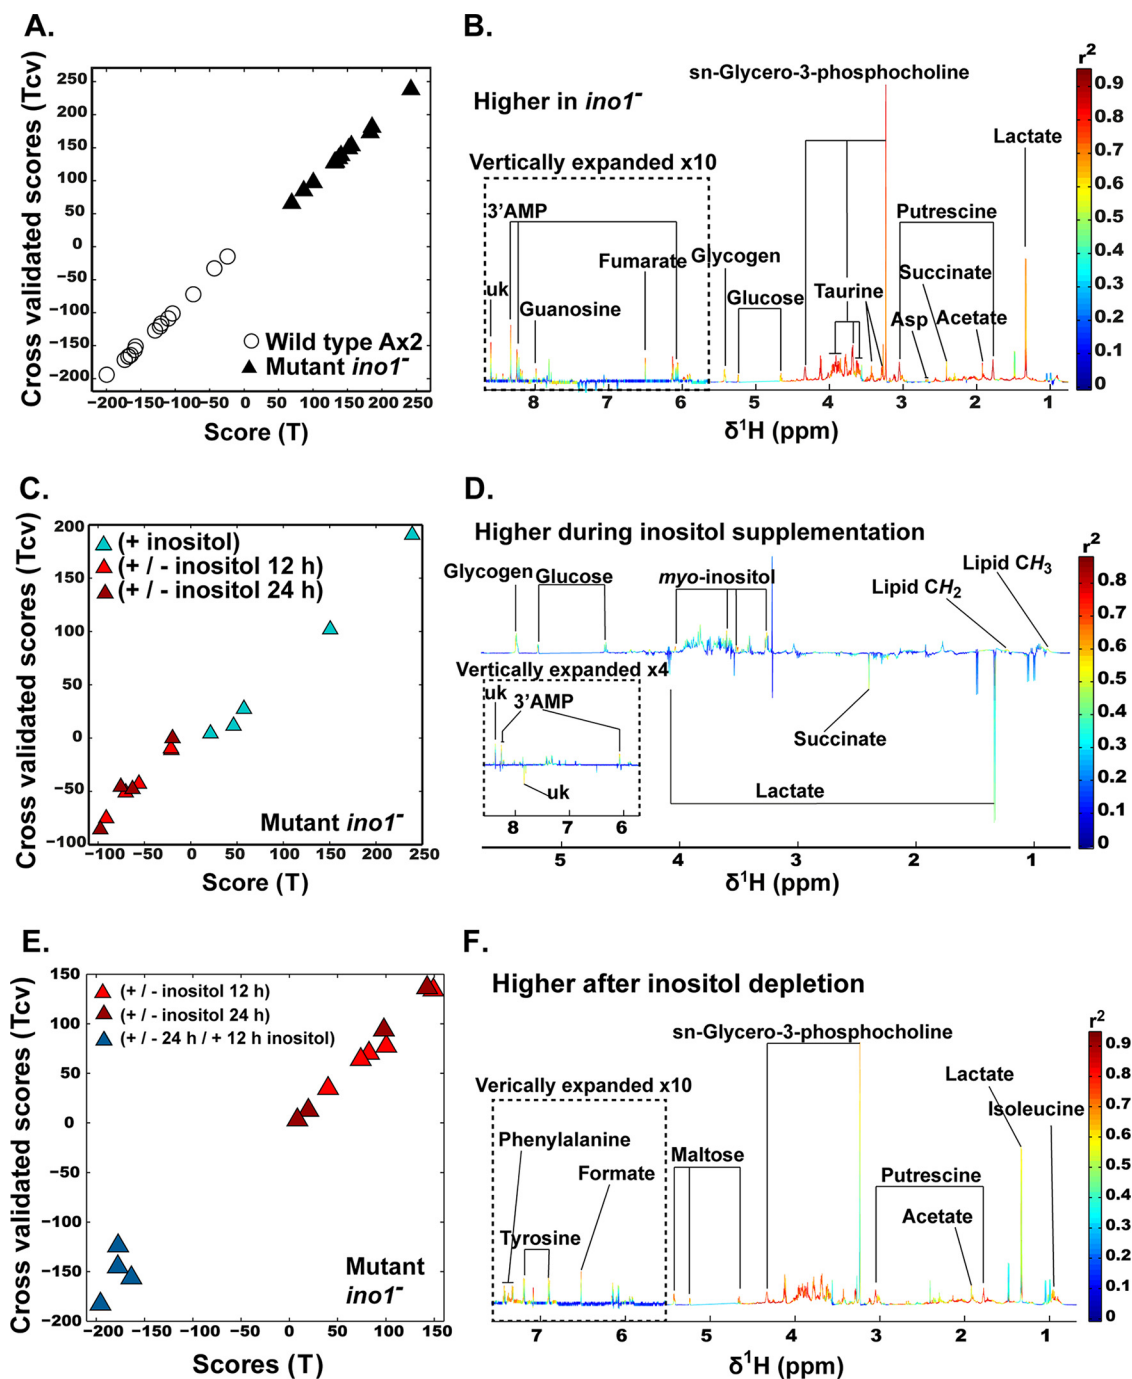 A.
Cross validated scores (Tcv)
250
200
150
100
50
0
−50
−100
−150
−200
Wild type Ax2
Mutant ino1-
−200−150−100 −50 0 50 100 150 200 250
Score (T)
B.
Higher in ino1-
sn-Glycero-3-phosphocholine
Lactate
Vertically expanded x10
3'AMP
Fumarate
Glycogen
Putrescine
uk
Guanosine
Glucose
Taurine
Succinate
Asp
Acetate
8 7 6 5 4 3 2 1
δ1H (ppm)
r2
0.9
0.8
0.7
0.6
0.5
0.4
0.3
0.2
0.1
0
C.
Cross validated scores (Tcv)
200
150
100
50
0
−50
−100
(+ inositol)
(+ / - inositol 12 h)
(+ / - inositol 24 h)
Mutant ino1-
−100 −50 0 50 100 150 200 250
Score (T)
D.
Higher during inositol supplementation
Glycogen
Glucose
myo-inositol
Lipid CH2
Lipid CH3
Vertically expanded x4
uk
3'AMP
uk
8 7 6
Succinate
Lactate
5 4 3 2 1
δ1H (ppm)
r2
0.8
0.7
0.6
0.5
0.4
0.3
0.2
0.1
0
E.
Cross validated scores (Tcv)
150
100
50
0
−50
−100
−150
−200
(+ / - inositol 12 h)
(+ / - inositol 24 h)
(+ / - 24 h / + 12 h inositol)
Mutant
ino1-
−200 −150 −100 −50 0 50 100 150
Scores (T)
F.
Higher after inositol depletion
sn-Glycero-3-phosphocholine
Lactate
Isoleucine
Verically expanded x10
Phenylalanine
Formate
Tyrosine
Maltose
Putrescine
Acetate
7 6 5 4 3 2 1
δ1H (ppm)
r2
0.9
0.8
0.7
0.6
0.5
0.4
0.3
0.2
0.1
0